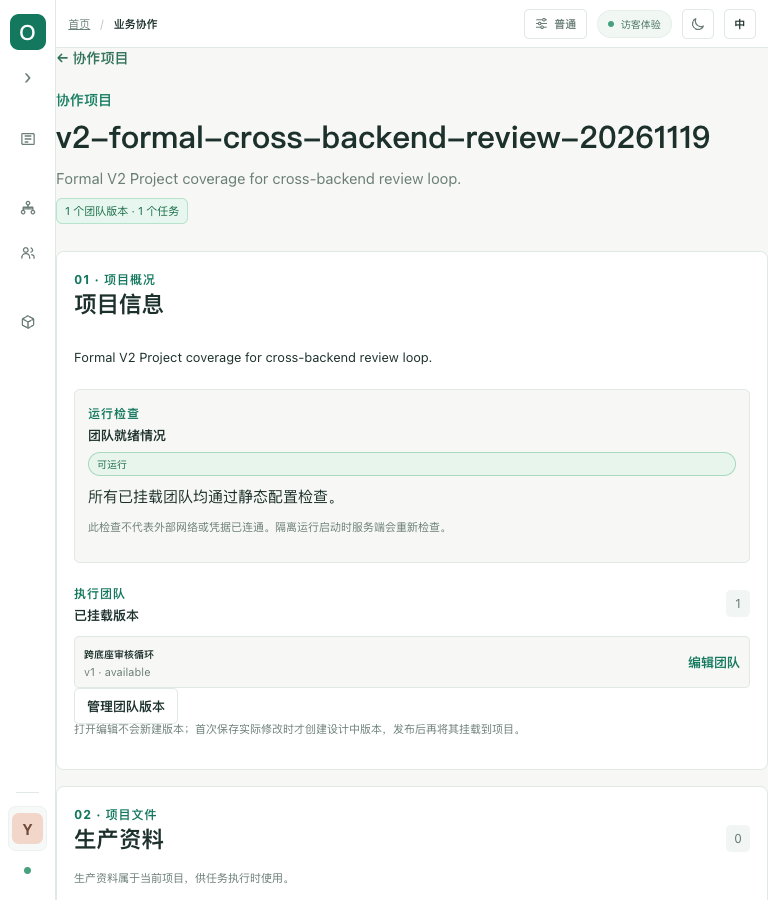 O
首页 / 业务协作
普通
访客体验
中
← 协作项目
协作项目
v2-formal-cross-backend-review-20261119
Formal V2 Project coverage for cross-backend review loop.
1 个团队版本 · 1 个任务
01 · 项目概况
项目信息
Formal V2 Project coverage for cross-backend review loop.
运行检查
团队就绪情况
可运行
所有已挂载团队均通过静态配置检查。
此检查不代表外部网络或凭据已连通。隔离运行启动时服务端会重新检查。
执行团队
已挂载版本
1
跨底座审核循环
v1 · available
编辑团队
管理团队版本
打开编辑不会新建版本；首次保存实际修改时才创建设计中版本，发布后再将其挂载到项目。
02 · 项目文件
生产资料
0
生产资料属于当前项目，供任务执行时使用。
Y